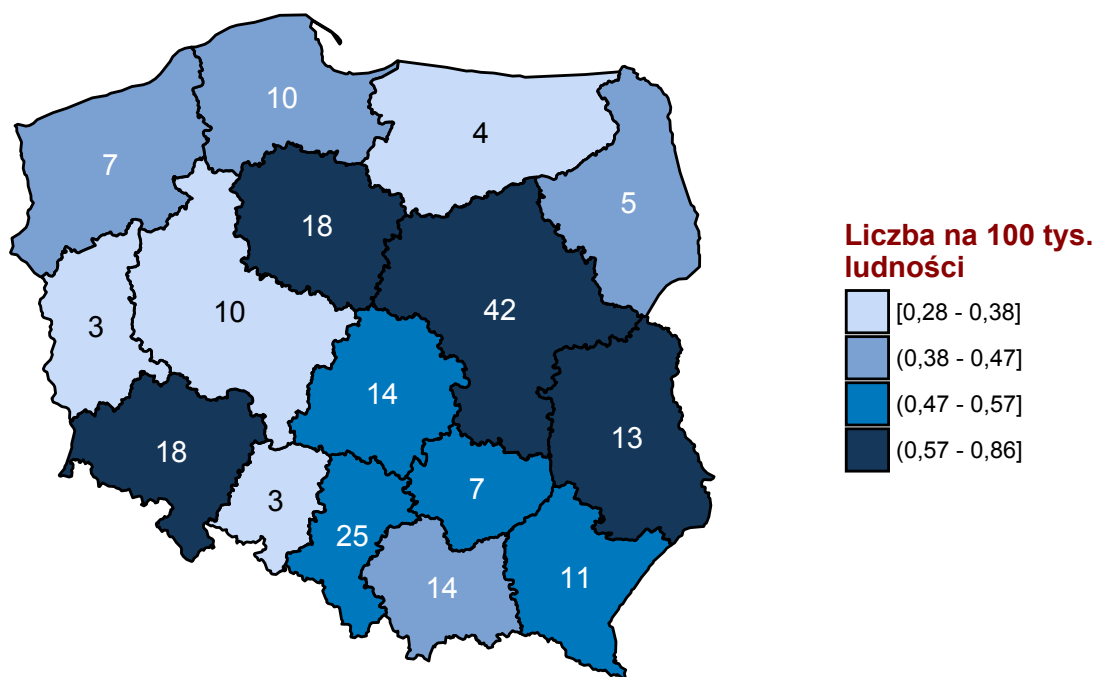 10
4
7
5
18
42
10
3
14
13
18
7
3
25
14
11
Liczba na 100 tys.
ludności
[0,28 - 0,38]
(0,38 - 0,47]
(0,47 - 0,57]
(0,57 - 0,86]